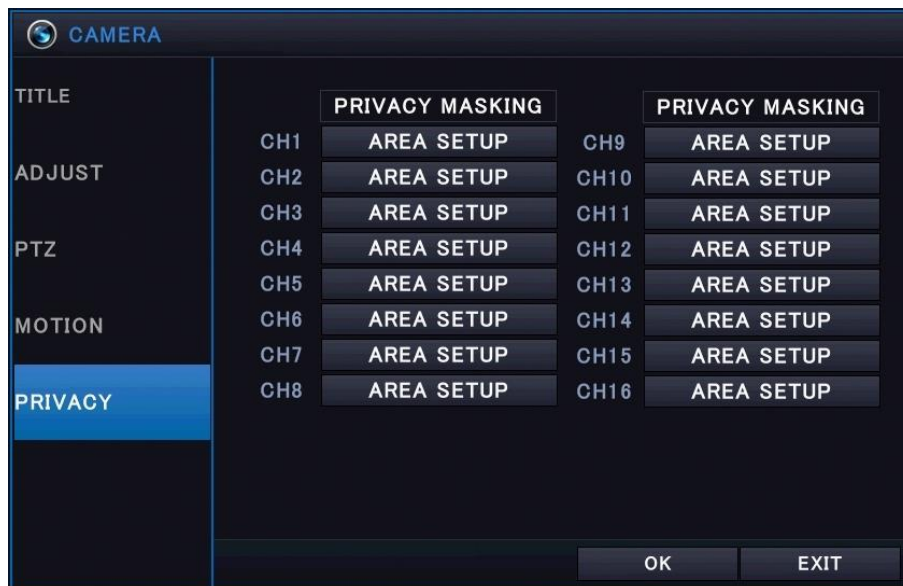 CAMERA
TITLE
ADJUST
PTZ
MOTION
PRIVACY
PRIVACY MASKING PRIVACY MASKING
CH1 AREA SETUP CH9 AREA SETUP
CH2 AREA SETUP CH10 AREA SETUP
CH3 AREA SETUP CH11 AREA SETUP
CH4 AREA SETUP CH12 AREA SETUP
CH5 AREA SETUP CH13 AREA SETUP
CH6 AREA SETUP CH14 AREA SETUP
CH7 AREA SETUP CH15 AREA SETUP
CH8 AREA SETUP CH16 AREA SETUP
OK EXIT